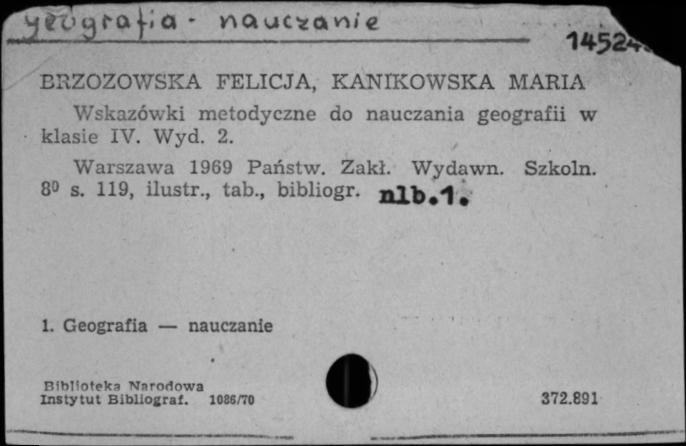 geografia - nauczanie
BRZOZOWSKA FELICJA, KANIKOWSKA MARIA
Wskazówki metodyczne do nauczania geografii w
klasie IV. Wyd. 2.
Warszawa 1969 Państw. Zakł. Wydawn. Szkoln.
8⁰ s. 119, ilustr., tab., bibliogr. nlb.1.
1. Geografia — nauczanie
Biblioteka Narodowa
Instytut Bibliograf. 1086/70
372.891